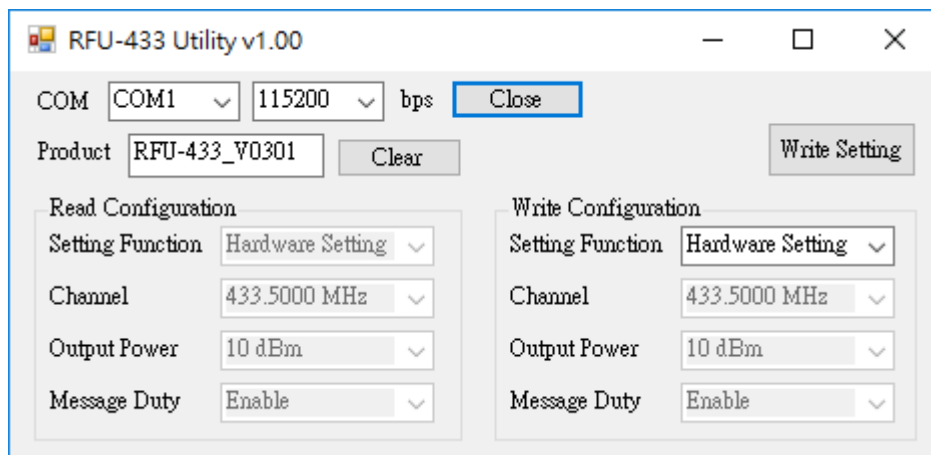 RFU-433 Utility v1.00
COM COM1 115200 bps Close
Product RFU-433_V0301 Clear Write Setting
Read Configuration Write Configuration
Setting Function Hardware Setting Setting Function Hardware Setting
Channel 433.5000 MHz Channel 433.5000 MHz
Output Power 10 dBm Output Power 10 dBm
Message Duty Enable Message Duty Enable